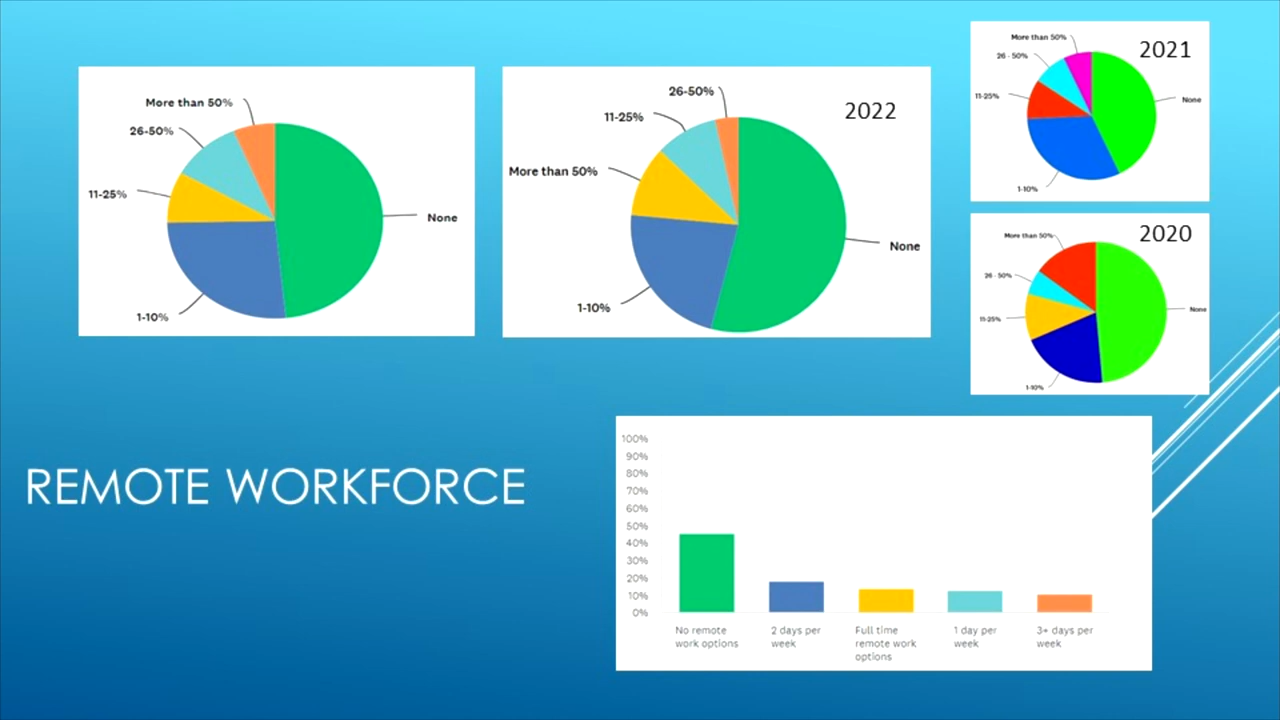 More than 50%
26-50%
11-25%
None
1-10%
26-50%
2022
11-25%
More than 50%
None
1-10%
More than 50%
2021
26 - 50%
11-25%
None
1-10%
2020
More than 50%
26 - 50%
None
11-25%
1-10%
REMOTE WORKFORCE
100%
90%
80%
70%
60%
50%
40%
30%
20%
10%
0%
No remote
work options
2 days per
week
Full time
remote work
options
1 day per
week
3+ days per
week